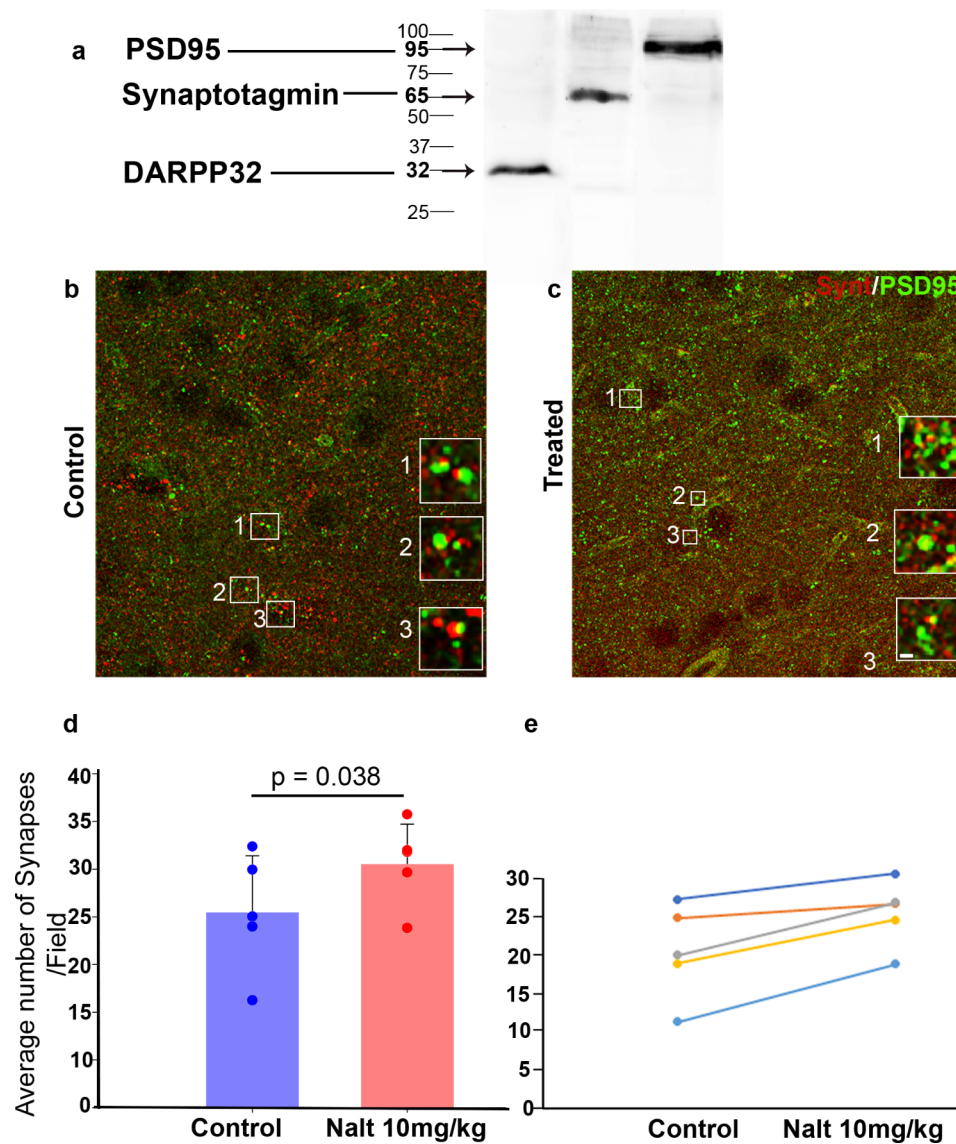 a
PSD95
Synaptotagmin
DARPP32
100
95
75
65
50
37
32
25
b
Control
1
2
3
1
2
3
c
Synt/PSD95
Treated
1
2
3
1
2
3
d
Average number of Synapses
/Field
40
35
30
25
20
15
10
0
p = 0.038
Control
Nalt 10mg/kg
e
30
25
20
15
10
5
0
Control
Nalt 10mg/kg